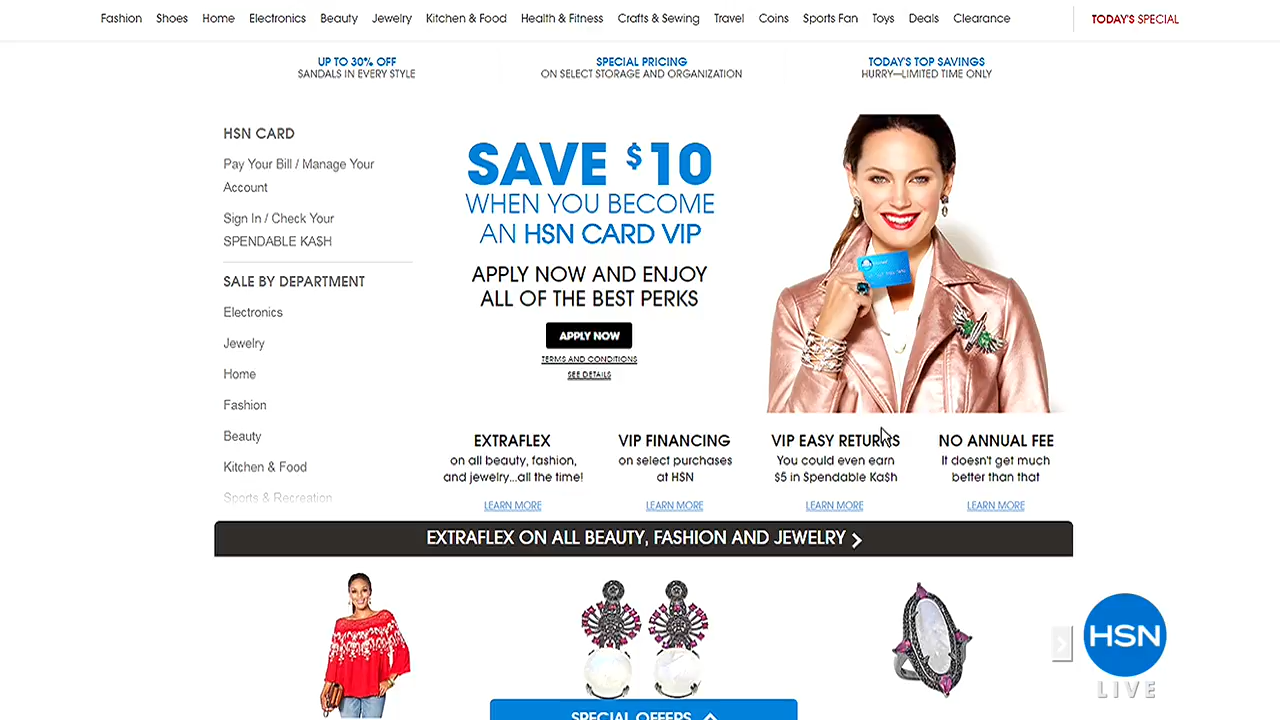 Fashion Shoes Home Electronics Beauty Jewelry Kitchen & Food Health & Fitness Crafts & Sewing Travel Coins Sports Fan Toys Deals Clearance TODAY'S SPECIAL
UP TO 30% OFF
SANDALS IN EVERY STYLE
SPECIAL PRICING
ON SELECT STORAGE AND ORGANIZATION
TODAY'S TOP SAVINGS
HURRY—LIMITED TIME ONLY
HSN CARD
Pay Your Bill / Manage Your
Account
Sign In / Check Your
SPENDABLE KA$H
SALE BY DEPARTMENT
Electronics
Jewelry
Home
Fashion
Beauty
Kitchen & Food
Sports & Recreation
SAVE $10
WHEN YOU BECOME
AN HSN CARD VIP
APPLY NOW AND ENJOY
ALL OF THE BEST PERKS
APPLY NOW
TERMS AND CONDITIONS
SEE DETAILS
EXTRAFLEX
on all beauty, fashion,
and jewelry...all the time!
LEARN MORE
VIP FINANCING
on select purchases
at HSN
LEARN MORE
VIP EASY RETURNS
You could even earn
$5 in Spendable Ka$h
LEARN MORE
NO ANNUAL FEE
It doesn't get much
better than that
LEARN MORE
EXTRAFLEX ON ALL BEAUTY, FASHION AND JEWELRY
SPECIAL OFFERS
HSN
LIVE